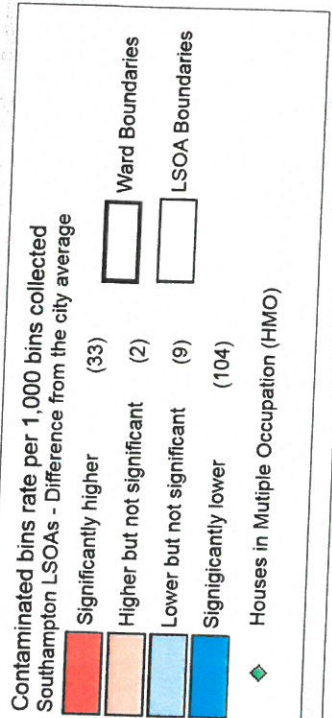 Contaminated bins rate per 1,000 bins collected
Southampton LSOAs - Difference from the city average
Significantly higher (33)
Higher but not significant (2)
Lower but not significant (9)
Signigicantly lower (104)
Ward Boundaries
LSOA Boundaries
Houses in Mutiple Occupation (HMO)